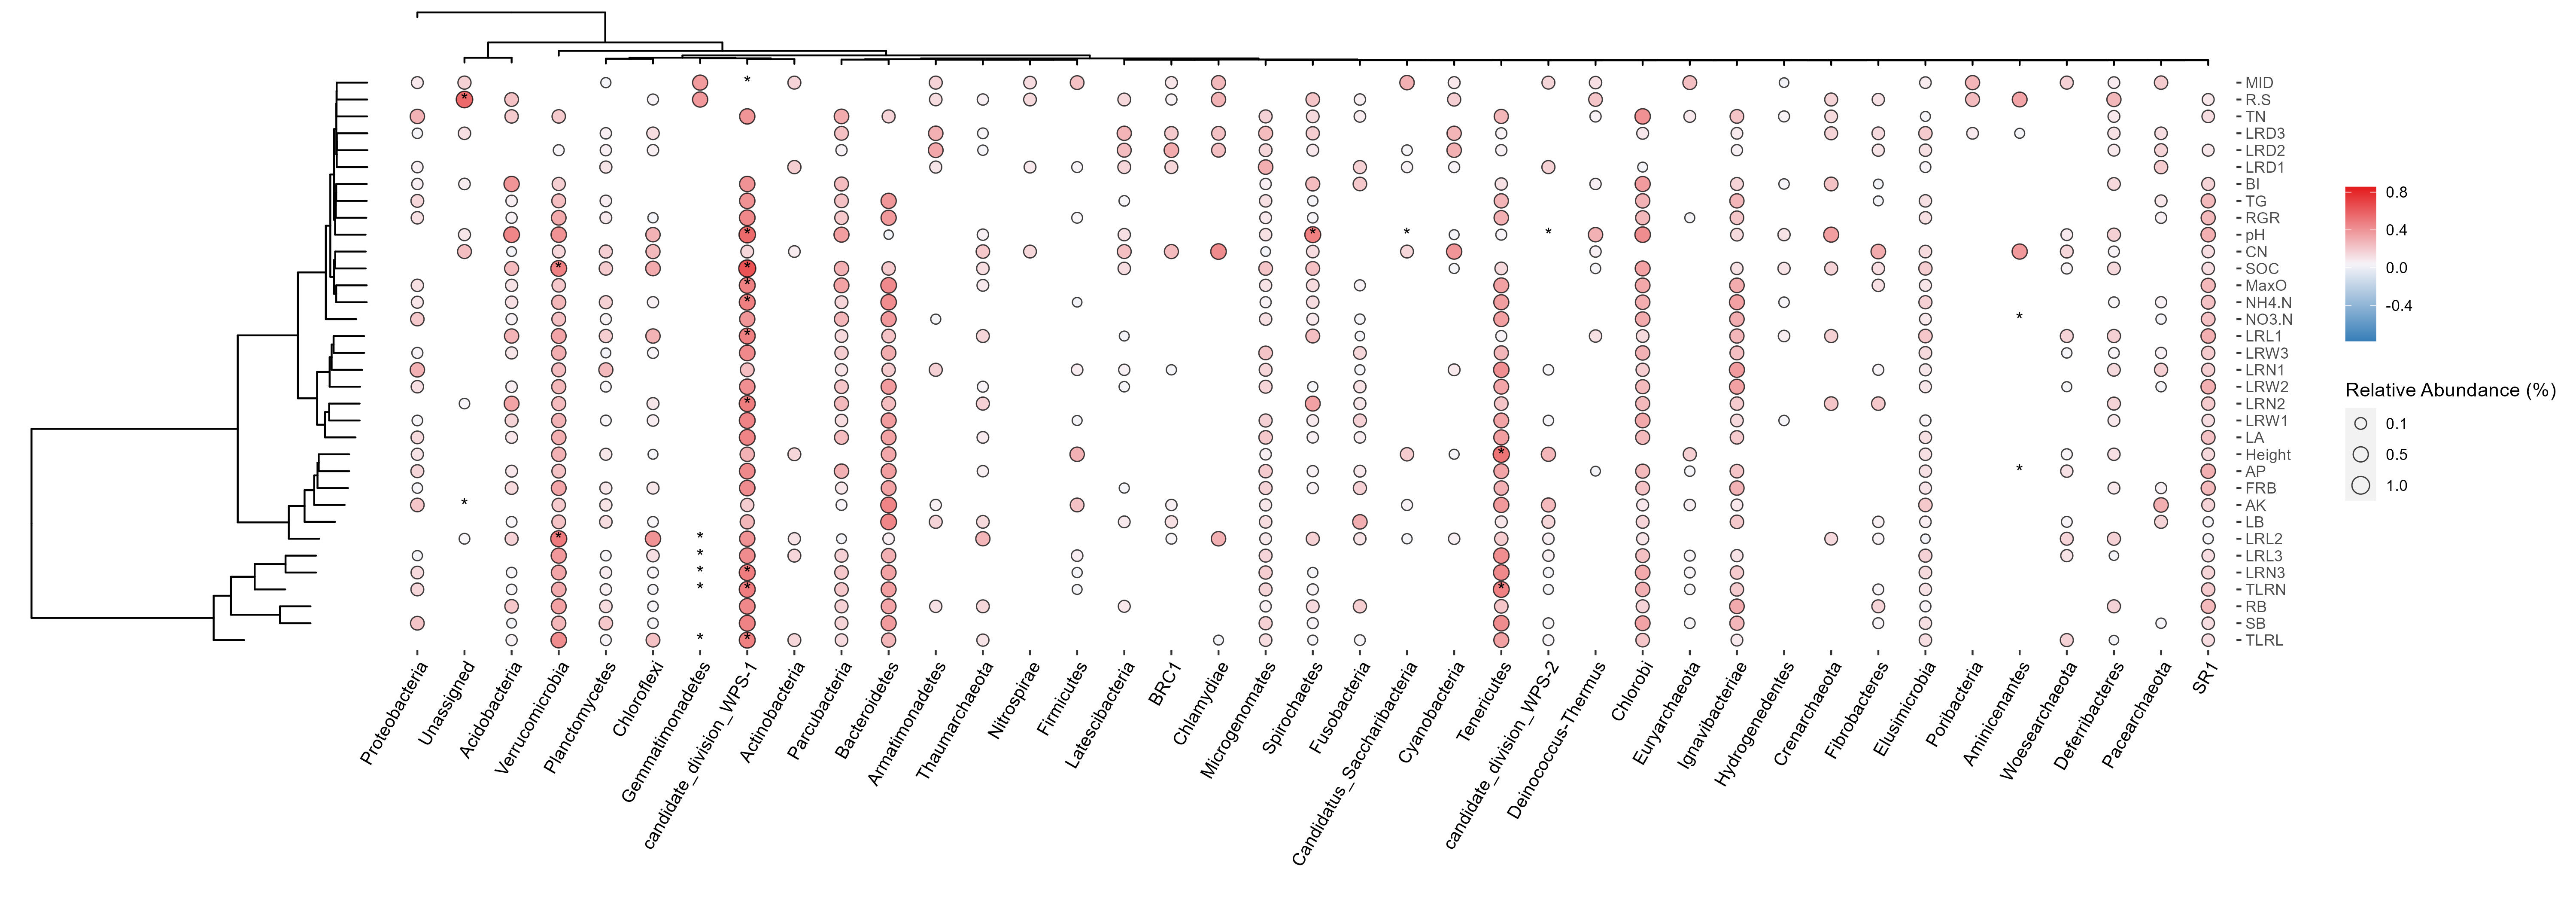 MID
R.S
TN
LRD3
LRD2
LRD1
BI
TG
RGR
pH
CN
SOC
MaxO
NH4.N
NO3.N
LRL1
LRW3
LRN1
LRW2
LRN2
LRW1
LA
Height
AP
FRB
AK
LB
LRL2
LRL3
LRN3
TLRN
RB
SB
TLRL
0.8
0.4
0.0
-0.4
Relative Abundance (%)
0.1
0.5
1.0
Proteobacteria
Unassigned
Acidobacteria
Verrucomicrobia
Planctomycetes
Chloroflexi
Gemmatimonadetes
candidate_division_WPS-1
Actinobacteria
Parcubacteria
Bacteroidetes
Armatimonadetes
Thaumarchaeota
Nitrospirae
Firmicutes
Latescibacteria
BRC1
Chlamydiae
Microgenomates
Spirochaetes
Fusobacteria
Candidatus_Saccharibacteria
Cyanobacteria
Tenericutes
candidate_division_WPS-2
Deinococcus-Thermus
Chlorobi
Euryarchaeota
Ignavibacteriae
Hydrogenedentes
Crenarchaeota
Fibrobacteres
Elusimicrobia
Poribacteria
Aminicenantes
Woesearchaeota
Deferribacteres
Pacearchaeota
SR1